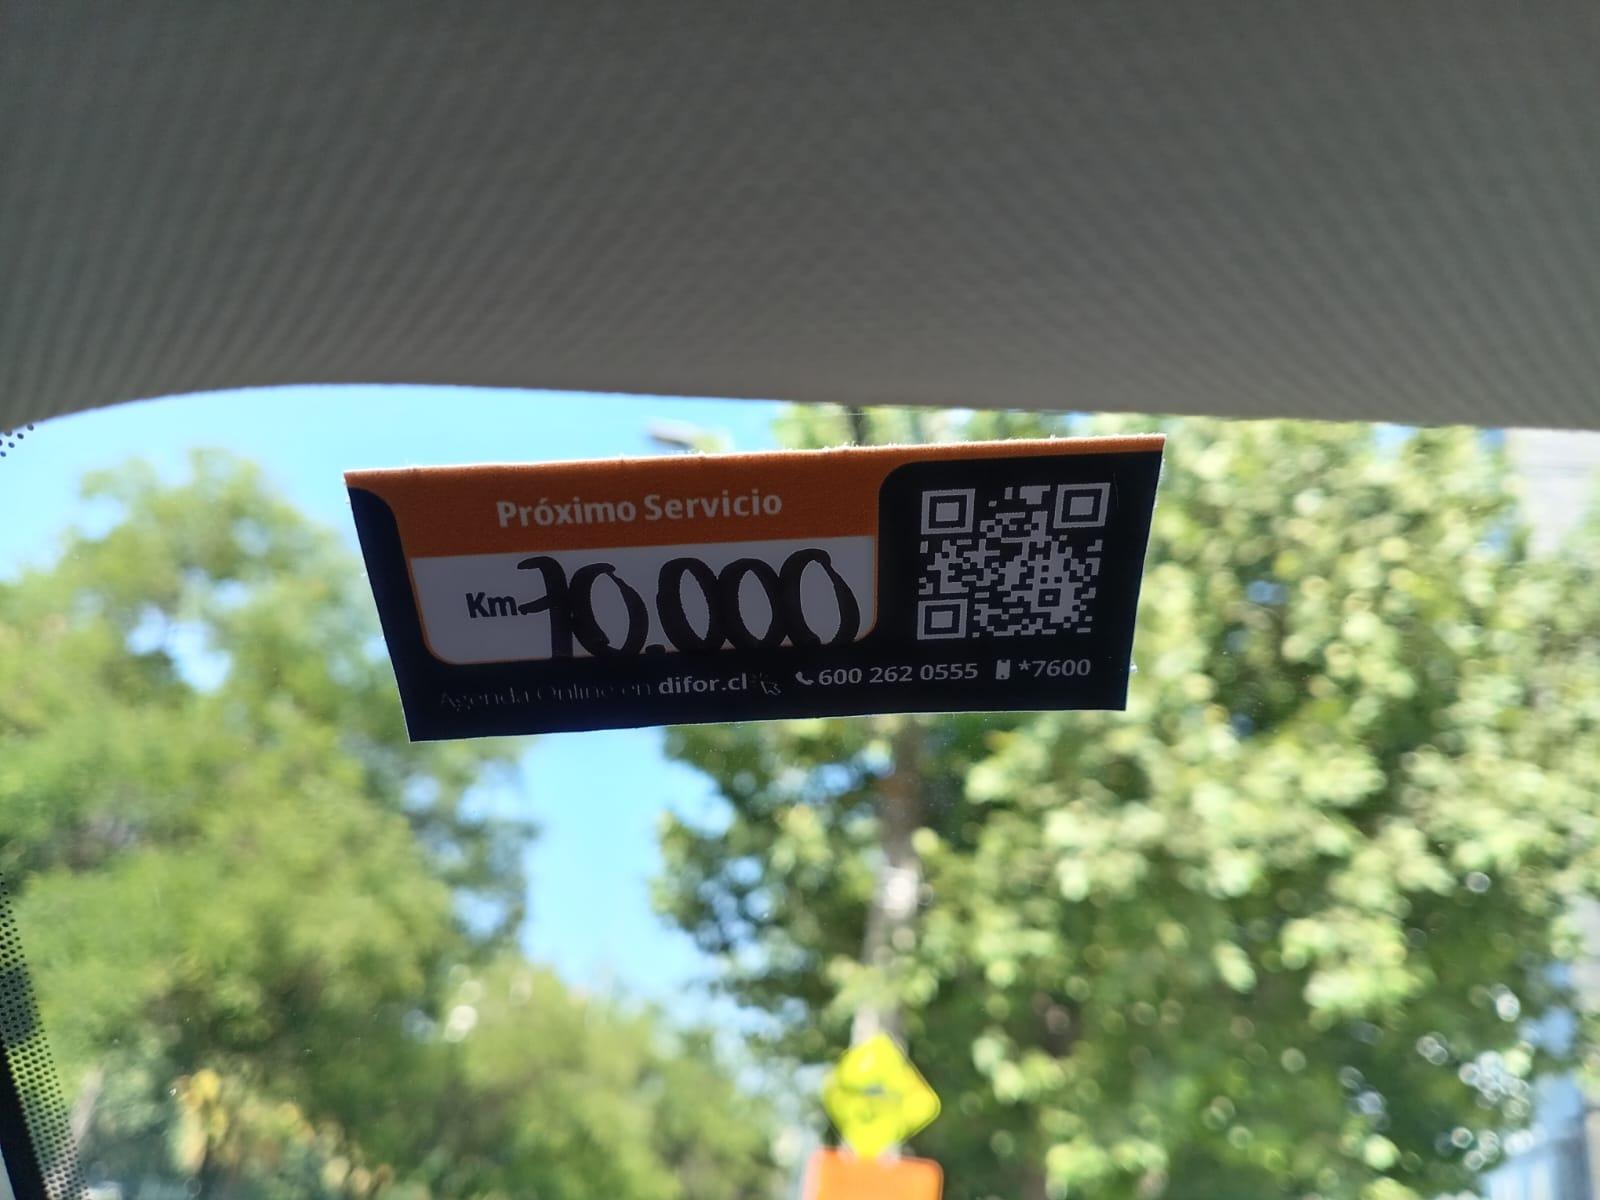 Próximo Servicio
Km. 70.000
Agenda Online en difor.cl 600 262 0555 *7600